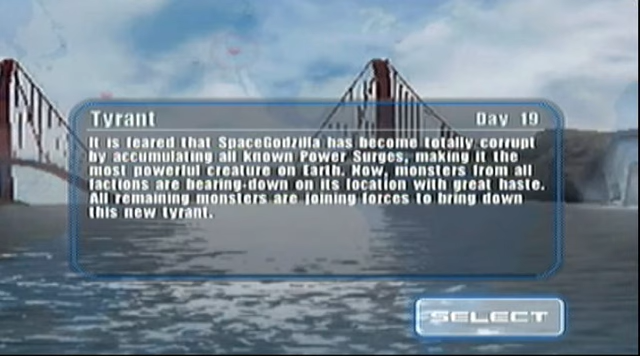 Tyrant
Day 19
It is feared that SpaceGodzilla has become totally corrupt
by accumulating all known Power Surges, making it the
most powerful creature on Earth. Now, monsters from all
factions are bearing-down on its location with great haste.
All remaining monsters are joining forces to bring down
this new tyrant.
SELECT